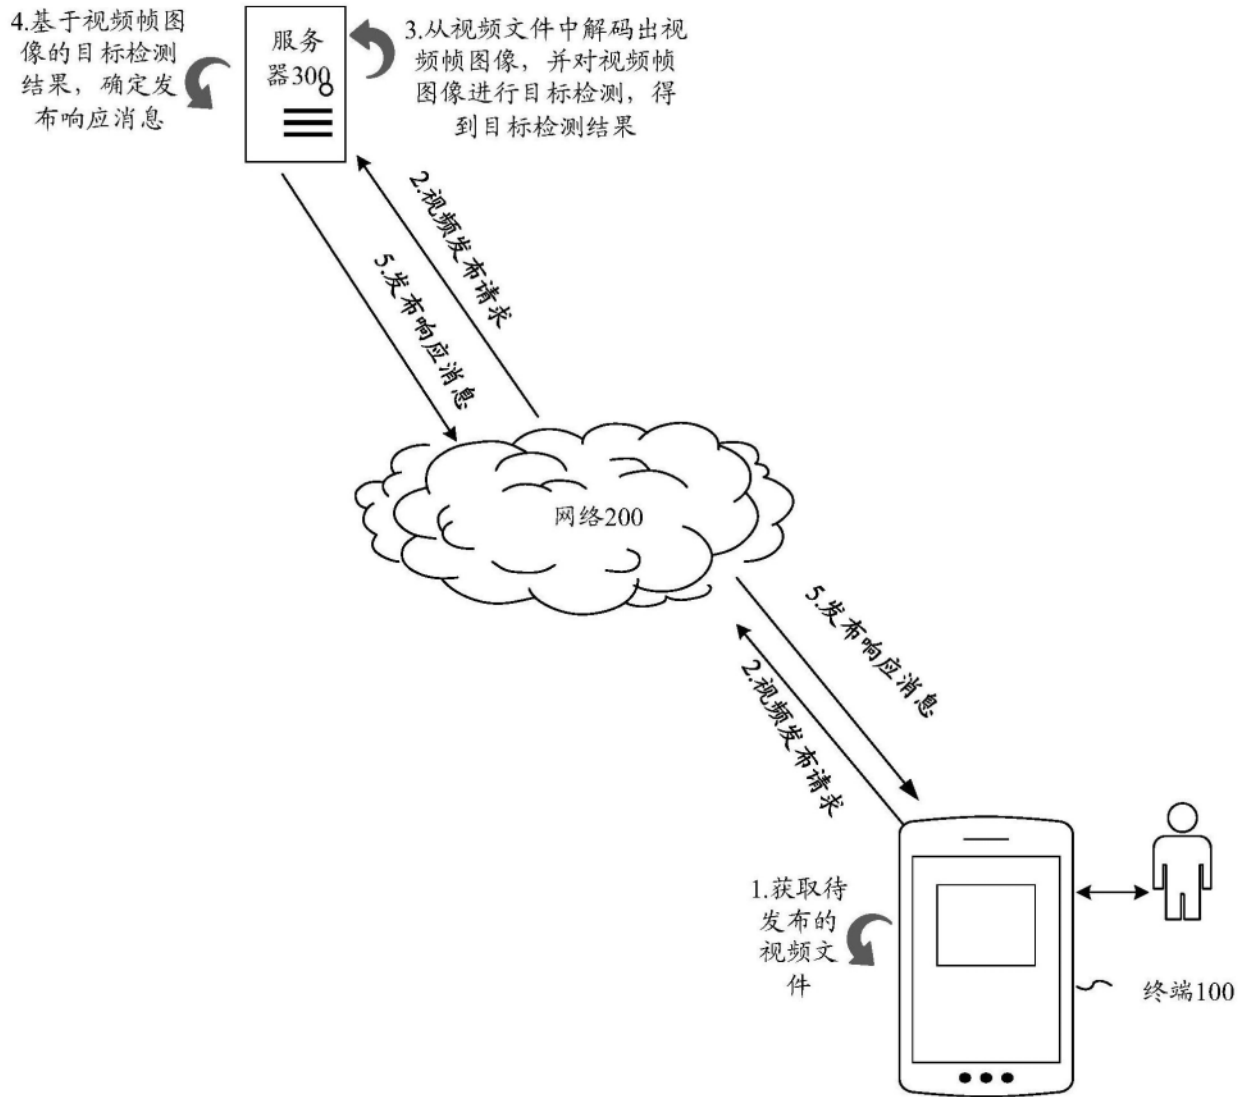 4.基于视频帧图
像的目标检测
结果，确定发
布响应消息
服务
器300
3.从视频文件中解码出视
频帧图像，并对视频帧
图像进行目标检测，得
到目标检测结果
2.视频发布请求
5.发布响应消息
网络200
5.发布响应消息
2.视频发布请求
1.获取待
发布的
视频文
件
终端100